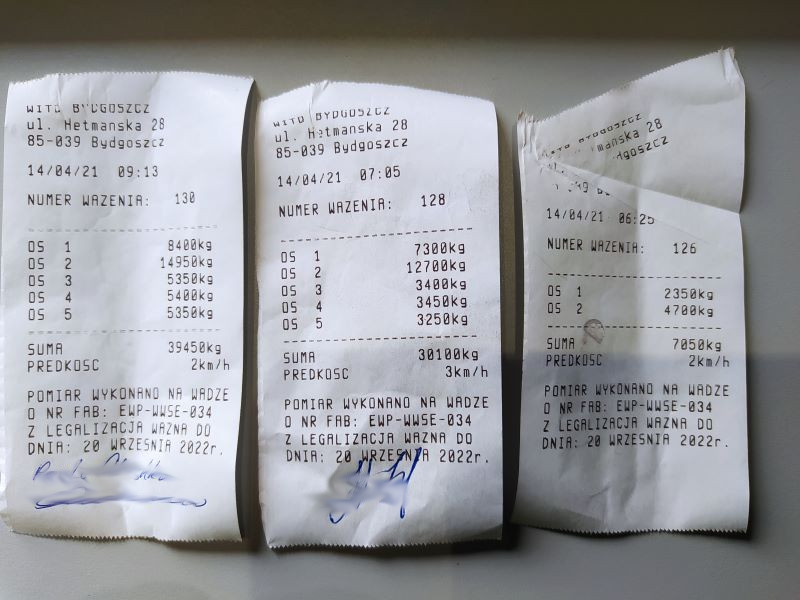 WITD BYDGOSZCZ
ul. Hetmanska 28
85-039 Bydgoszcz
14/04/21 09:13
NUMER WAZENIA: 130
OS 1 8400kg
OS 2 14950kg
OS 3 5350kg
OS 4 5400kg
OS 5 5350kg
SUMA 39450kg
PREDKOSC 2km/h
POMIAR WYKONANO NA WADZE
O NR FAB: EWP-WWSE-034
Z LEGALIZACJA WAZNA DO
DNIA: 20 WRZESNIA 2022r.
WITD BYDGOSZCZ
ul. Hetmanska 28
85-039 Bydgoszcz
14/04/21 07:05
NUMER WAZENIA: 128
OS 1 7300kg
OS 2 12700kg
OS 3 3400kg
OS 4 3450kg
OS 5 3250kg
SUMA 30100kg
PREDKOSC 3km/h
POMIAR WYKONANO NA WADZE
O NR FAB: EWP-WWSE-034
Z LEGALIZACJA WAZNA DO
DNIA: 20 WRZESNIA 2022r.
BYDGOSZCZ
28
14/04/21 06:25
NUMER WAZENIA: 126
OS 1 2350kg
OS 2 4700kg
SUMA 7050kg
PREDKOSC 2km/h
POMIAR WYKONANO NA WADZE
O NR FAB: EWP-WWSE-034
Z LEGALIZACJA WAZNA DO
DNIA: 20 WRZESNIA 2022r.